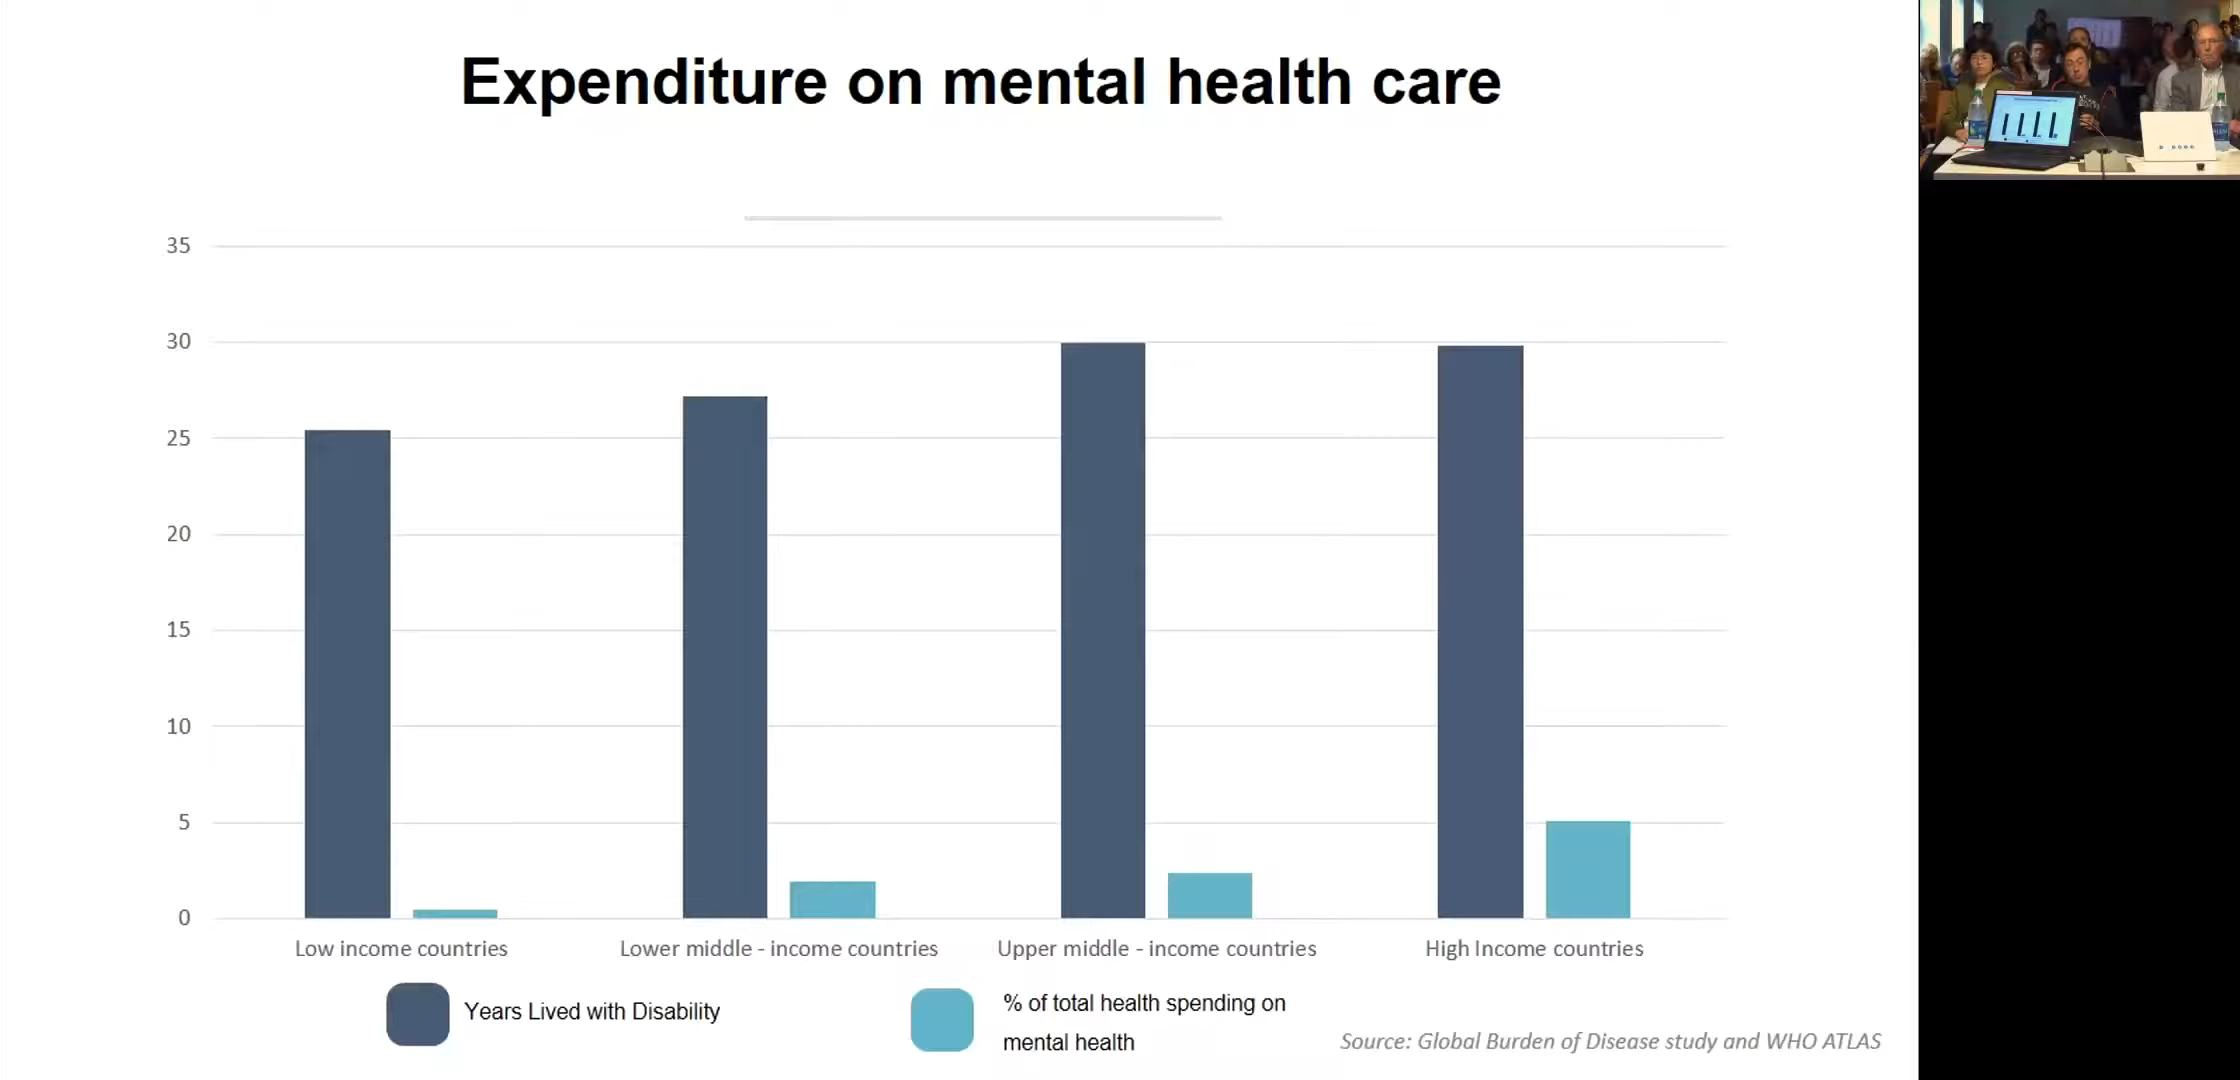 Expenditure on mental health care
35
30
25
20
15
10
5
0
Low income countries
Lower middle - income countries
Upper middle - income countries
High Income countries
Years Lived with Disability
% of total health spending on
mental health
Source: Global Burden of Disease study and WHO ATLAS